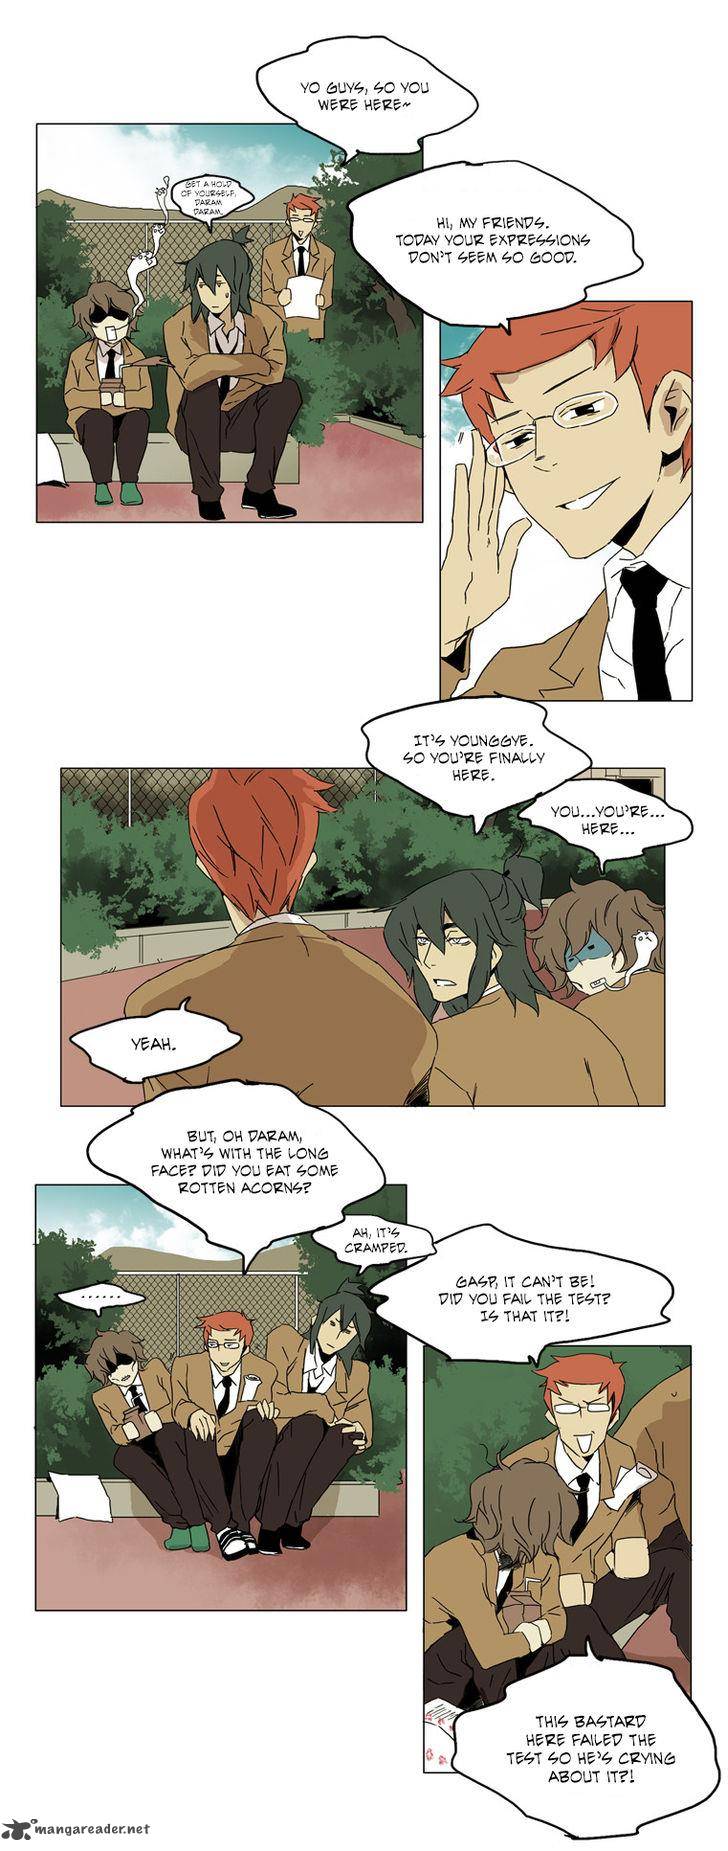 YO GUYS, SO YOU
WERE HERE~
GET A HOLD
OF YOURSELF,
DARAM
DARAM.
HI, MY FRIENDS.
TODAY YOUR EXPRESSIONS
DON'T SEEM SO GOOD.
IT'S YOUNGGYE.
SO YOU'RE FINALLY
HERE.
YOU...YOU'RE...
HERE...
YEAH.
BUT, OH DARAM,
WHAT'S WITH THE LONG
FACE? DID YOU EAT SOME
ROTTEN ACORNS?
AH, IT'S
CRAMPED.
......
GASP, IT CAN'T BE!
DID YOU FAIL THE TEST?
IS THAT IT?!
THIS BASTARD
HERE FAILED THE
TEST SO HE'S CRYING
ABOUT IT?!
mangareader.net